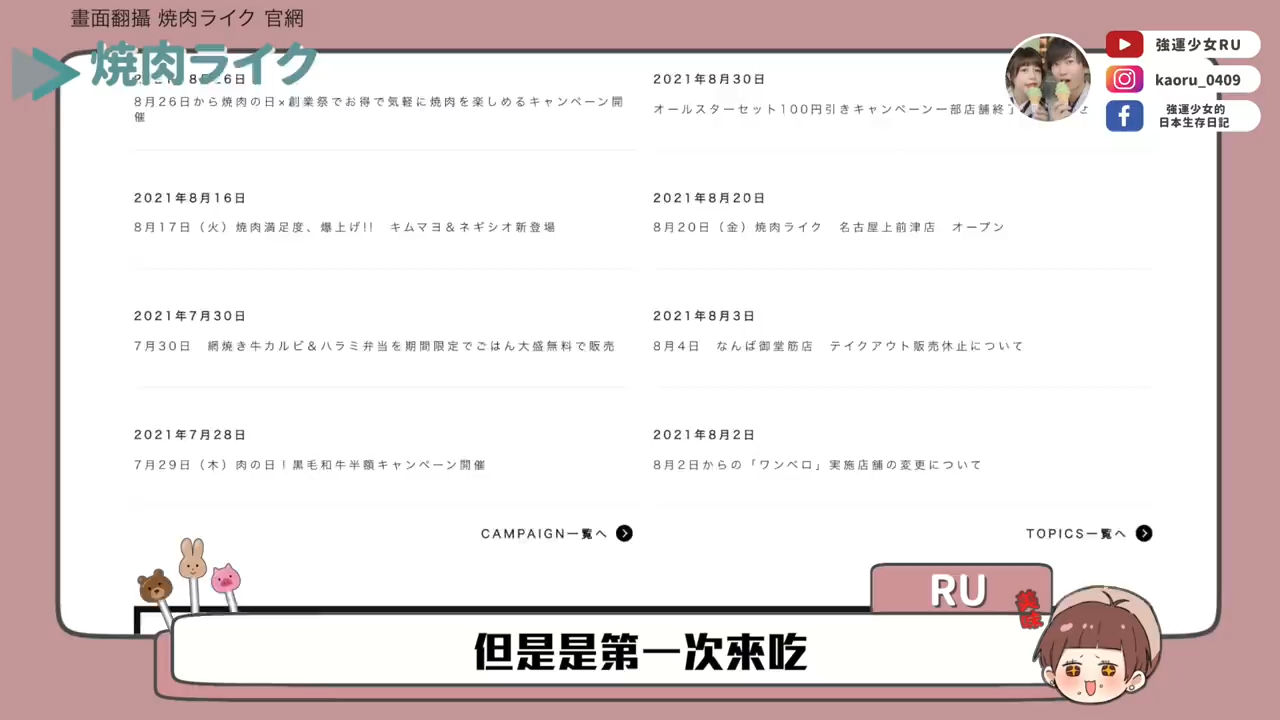 畫面翻攝 焼肉ライク 官網
焼肉ライク
強運少女RU
kaoru_0409
強運少女的
日本生存日記
8月26日から焼肉の日×創業祭でお得で気軽に焼肉を楽しめるキャンペーン開
催
2021年8月30日
オールスターセット100円引きキャンペーン一部店舗終了
2021年8月16日
8月17日（火）焼肉満足度、爆上げ!!　キムマヨ＆ネギシオ新登場
2021年8月20日
8月20日（金）焼肉ライク　名古屋上前津店　オープン
2021年7月30日
7月30日　網焼き牛カルビ＆ハラミ弁当を期間限定でごはん大盛無料で販売
2021年8月3日
8月4日　なんば御堂筋店　テイクアウト販売休止について
2021年7月28日
7月29日（木）肉の日！黒毛和牛半額キャンペーン開催
2021年8月2日
8月2日からの「ワンベロ」実施店舗の変更について
CAMPAIGN一覧へ
TOPICS一覧へ
RU
美味
但是是第一次來吃